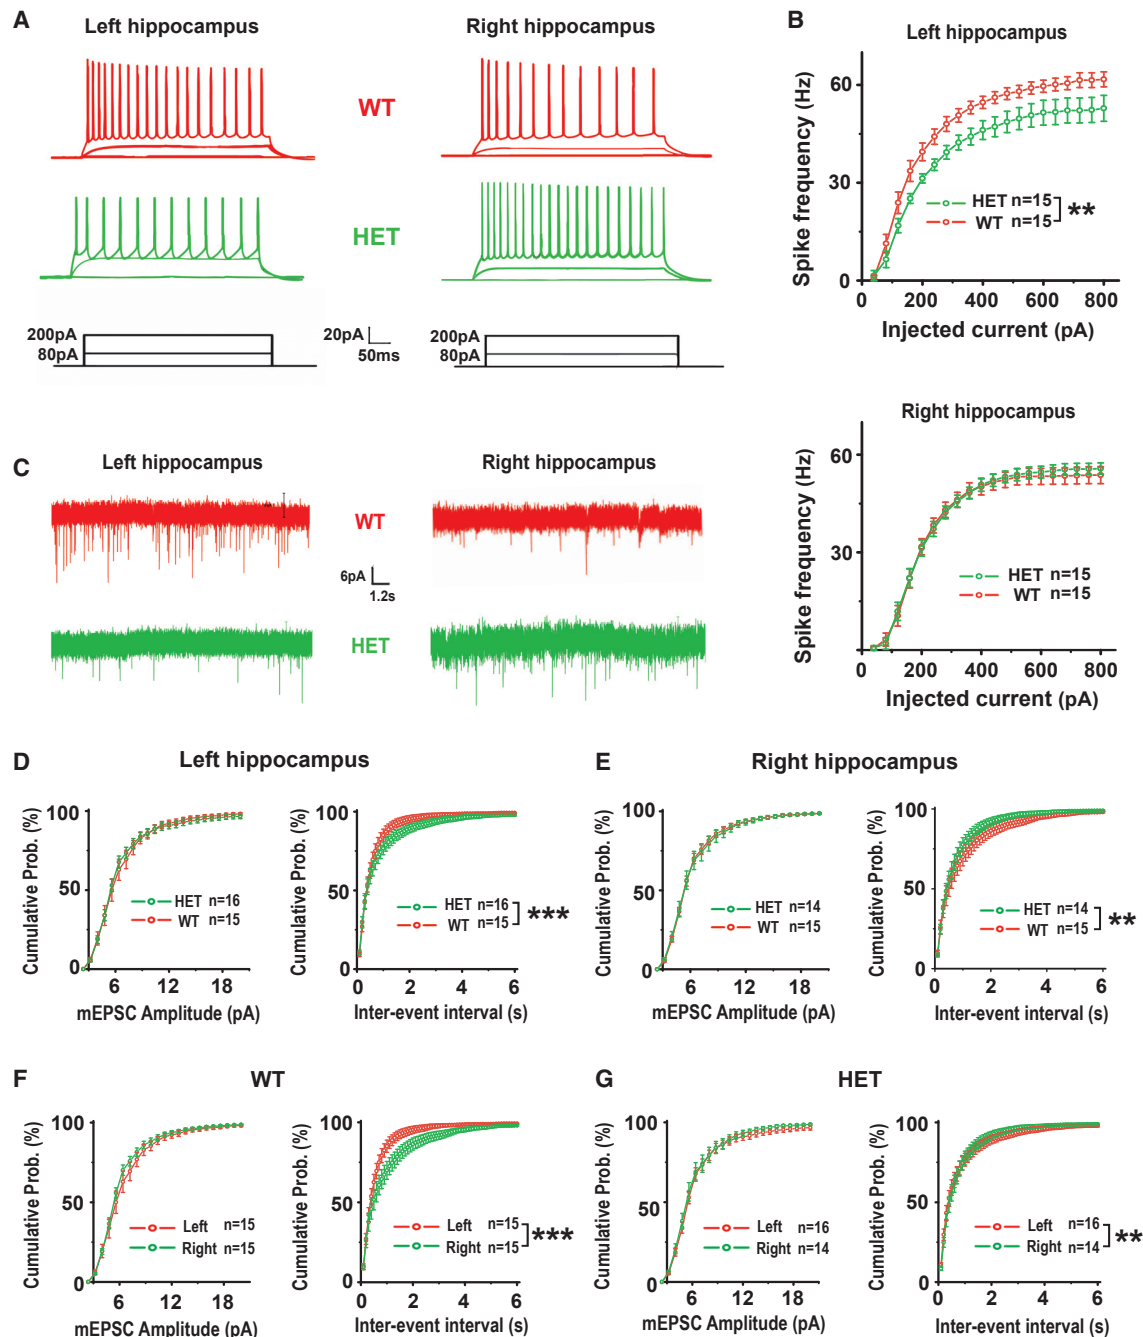 A
Left hippocampus
Right hippocampus
WT
HET
200pA
80pA
20pA
50ms
200pA
80pA
B
Left hippocampus
Spike frequency (Hz)
60
30
0
HET n=15
WT n=15
**
0 200 400 600 800
Injected current (pA)
Right hippocampus
Spike frequency (Hz)
60
30
HET n=15
WT n=15
0 200 400 600 800
Injected current (pA)
C
Left hippocampus
Right hippocampus
WT
6pA
1.2s
HET
D
Left hippocampus
Cumulative Prob. (%)
100
50
0
HET n=16
WT n=15
6 12 18
mEPSC Amplitude (pA)
Cumulative Prob. (%)
100
50
0
HET n=16
WT n=15
***
0 2 4 6
Inter-event interval (s)
E
Right hippocampus
Cumulative Prob. (%)
100
50
0
HET n=14
WT n=15
6 12 18
mEPSC Amplitude (pA)
Cumulative Prob. (%)
100
50
0
HET n=14
WT n=15
**
0 2 4 6
Inter-event interval (s)
F
WT
Cumulative Prob. (%)
100
50
0
Left n=15
Right n=15
6 12 18
mEPSC Amplitude (pA)
Cumulative Prob. (%)
100
50
0
Left n=15
Right n=15
***
0 2 4 6
Inter-event interval (s)
G
HET
Cumulative Prob. (%)
100
50
0
Left n=16
Right n=14
6 12 18
mEPSC Amplitude (pA)
Cumulative Prob. (%)
100
50
0
Left n=16
Right n=14
**
0 2 4 6
Inter-event interval (s)